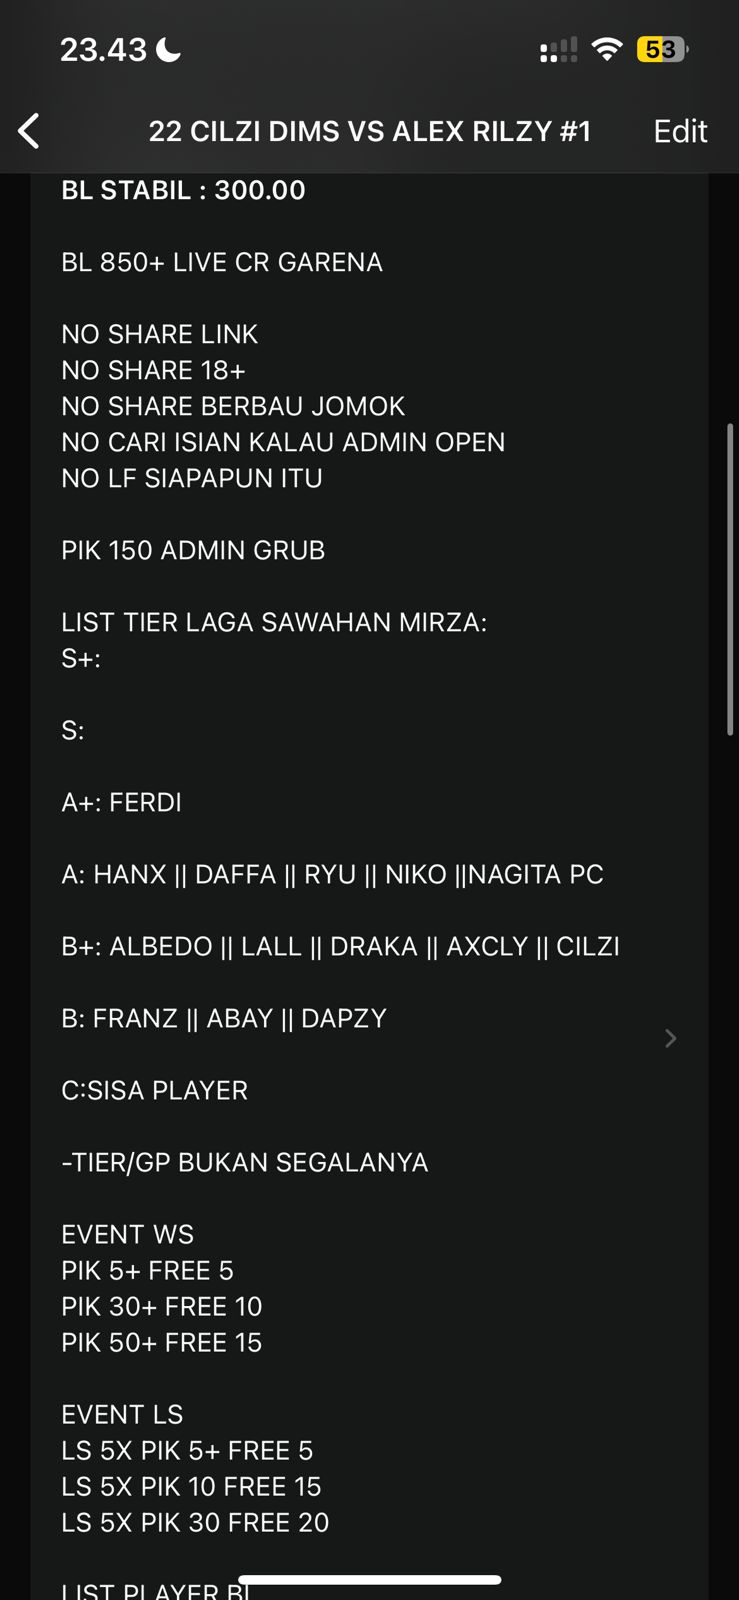 23.43
53
22 CILZI DIMS VS ALEX RILZY #1
Edit
BL STABIL : 300.00
BL 850+ LIVE CR GARENA
NO SHARE LINK
NO SHARE 18+
NO SHARE BERBAU JOMOK
NO CARI ISIAN KALAU ADMIN OPEN
NO LF SIAPAPUN ITU
PIK 150 ADMIN GRUB
LIST TIER LAGA SAWAHAN MIRZA:
S+:
S:
A+: FERDI
A: HANX || DAFFA || RYU || NIKO ||NAGITA PC
B+: ALBEDO || LALL || DRAKA || AXCLY || CILZI
B: FRANZ || ABAY || DAPZY
C:SISA PLAYER
-TIER/GP BUKAN SEGALANYA
EVENT WS
PIK 5+ FREE 5
PIK 30+ FREE 10
PIK 50+ FREE 15
EVENT LS
LS 5X PIK 5+ FREE 5
LS 5X PIK 10 FREE 15
LS 5X PIK 30 FREE 20
LIST PLAYER